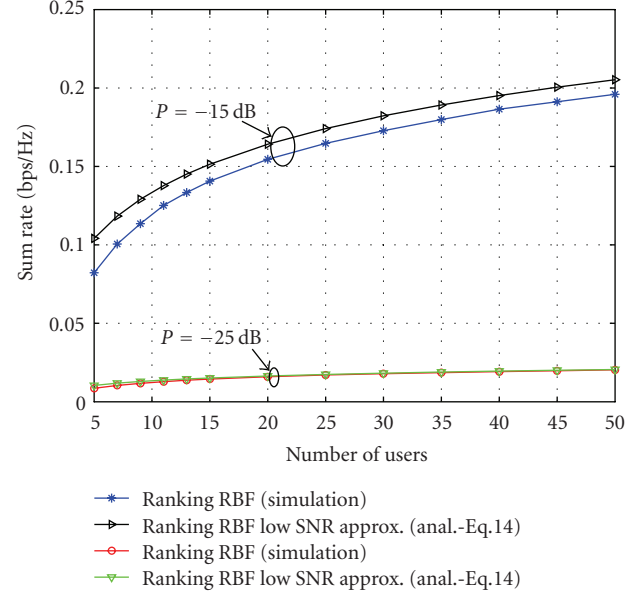 0.25
0.2
0.15
0.1
0.05
0
Sum rate (bps/Hz)
P = −15 dB
P = −25 dB
5 10 15 20 25 30 35 40 45 50
Number of users
Ranking RBF (simulation)
Ranking RBF low SNR approx. (anal.-Eq.14)
Ranking RBF (simulation)
Ranking RBF low SNR approx. (anal.-Eq.14)